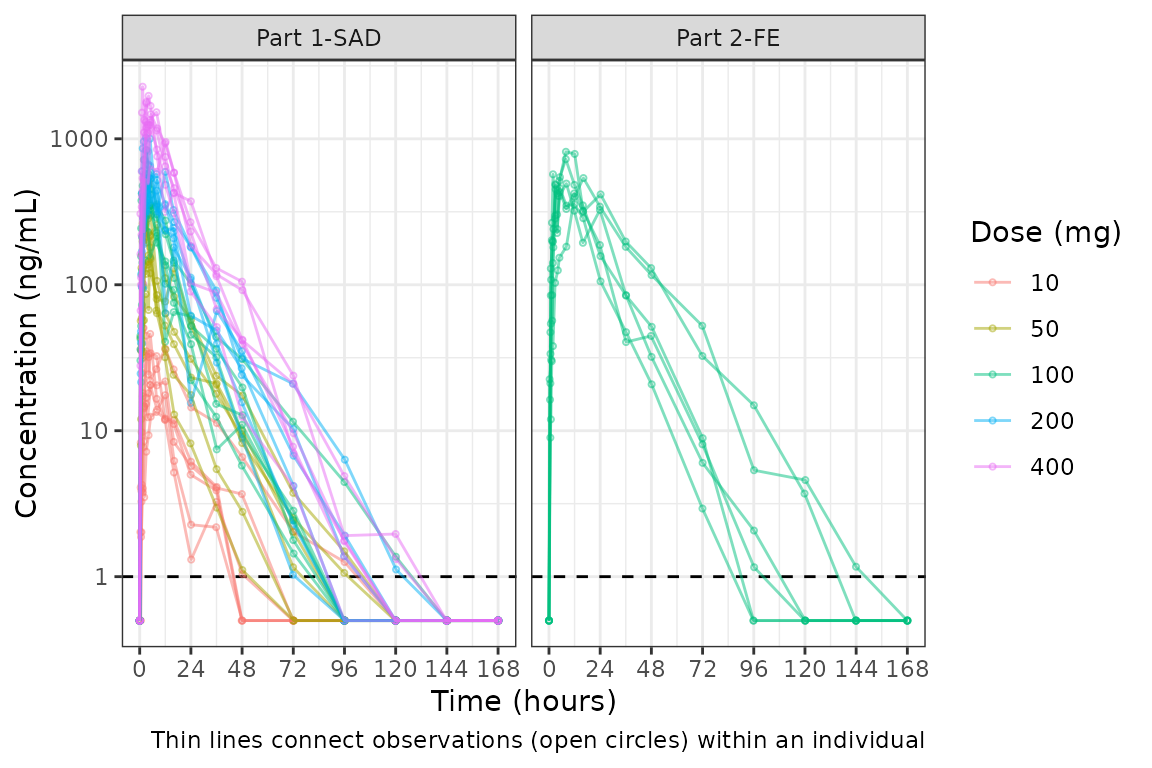 Part 1-SAD
Part 2-FE
Concentration (ng/mL)
1000
100
10
1
0 24 48 72 96 120 144 168
0 24 48 72 96 120 144 168
Time (hours)
Thin lines connect observations (open circles) within an individual
Dose (mg)
10
50
100
200
400